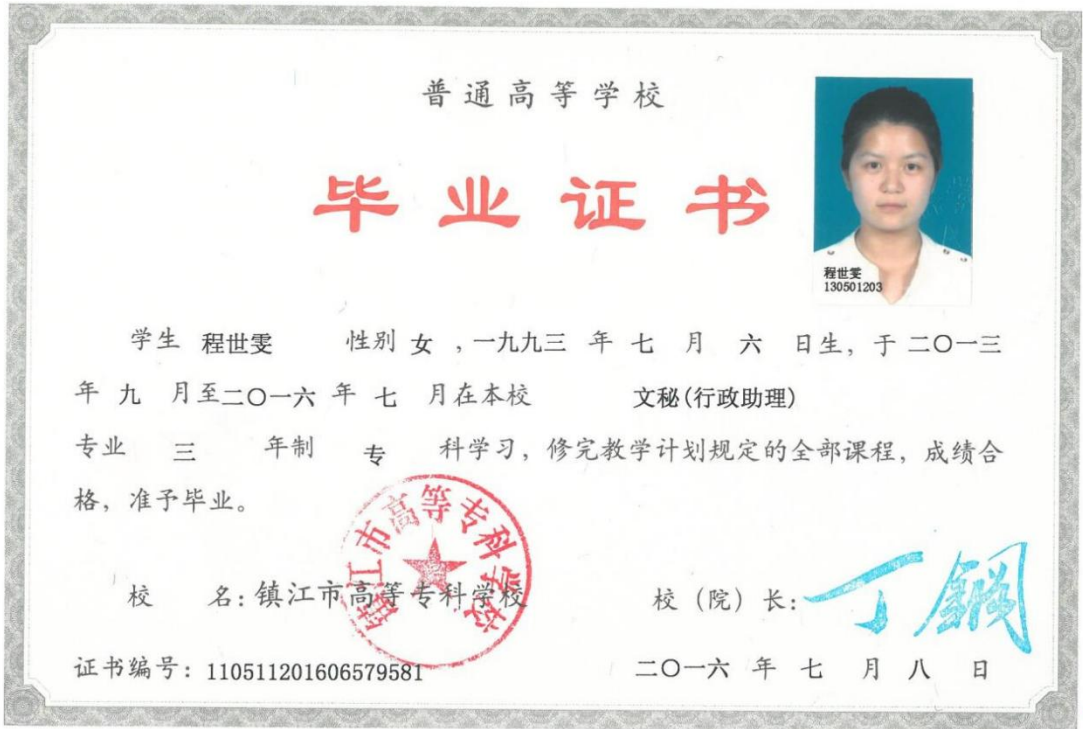 普通高等学校
毕业证书
程世雯
130501203
学生 程世雯 性别 女 ，一九九三 年 七 月 六 日生，于 二〇一三
年 九 月至二〇一六 年 七 月在本校 文秘(行政助理)
专业 三 年制 专 科学习，修完教学计划规定的全部课程，成绩合
格，准予毕业。
镇江市高等专科学校
校 名：镇江市高等专科学校 校（院）长：丁鋼
证书编号：110511201606579581 二〇一六 年 七 月 八 日